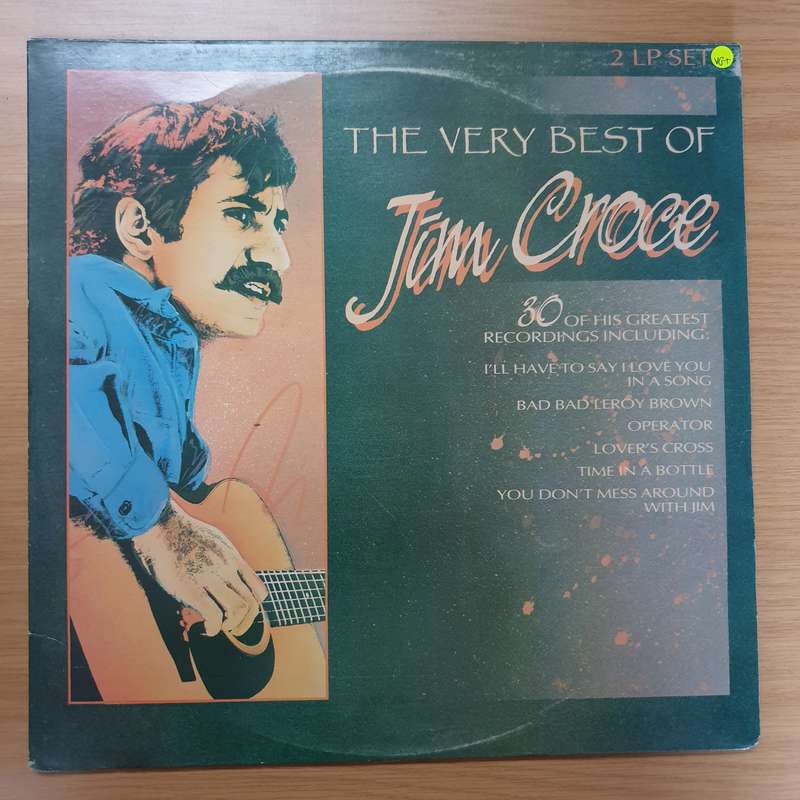 2 LP SET
VG+
THE VERY BEST OF
Jim Croce
30 OF HIS GREATEST
RECORDINGS INCLUDING:
I'LL HAVE TO SAY I LOVE YOU
IN A SONG
BAD BAD LEROY BROWN
OPERATOR
LOVER'S CROSS
TIME IN A BOTTLE
YOU DON'T MESS AROUND
WITH JIM